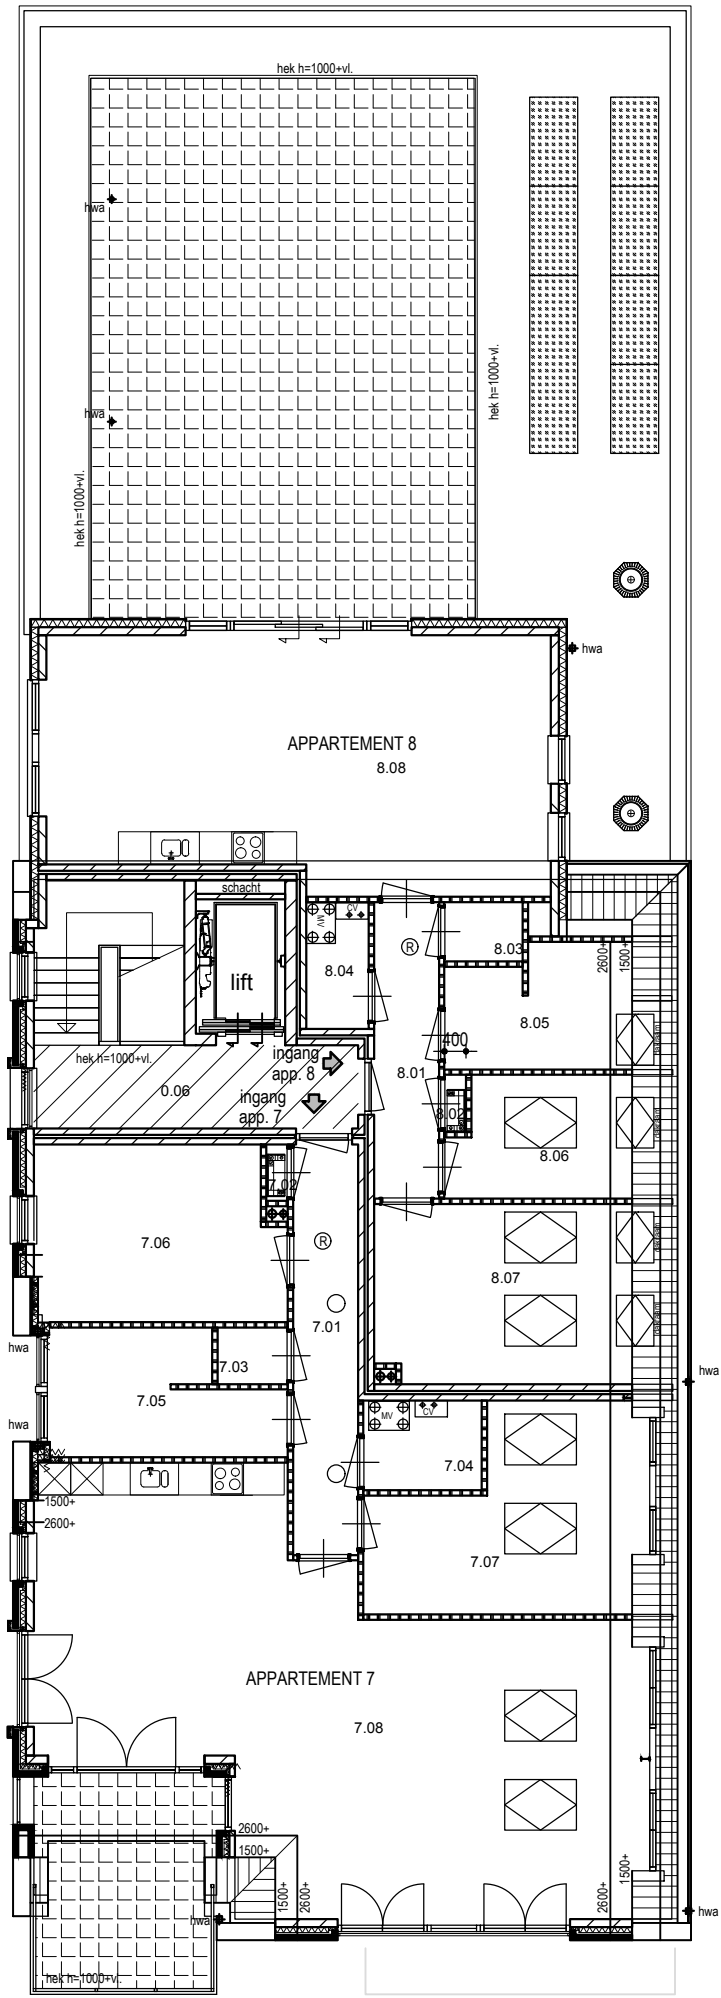 hek h=1000+vl.
hwa
hek h=1000+vl.
hwa
hek h=1000+vl.
hwa
APPARTEMENT 8
8.08
schacht
MV
CV
R
8.03
8.04
lift
2600+
1500+
8.05
400
hek h=1000+vl.
ingang
app. 8
8.01
0.06
ingang
app. 7
8.02
8.06
7.02
7.06
R
8.07
7.01
hwa
7.03
hwa
7.05
hwa
MV
CV
7.04
1500+
2600+
7.07
APPARTEMENT 7
7.08
2600+
1500+
1500+
2600+
2600+
1500+
hwa
hwa
hek h=1000+vl.